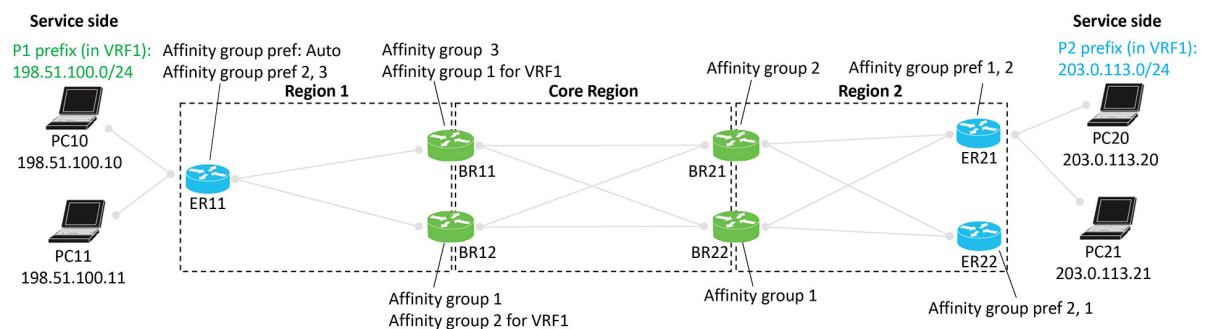 Service side
P1 prefix (in VRF1):
198.51.100.0/24
PC10
198.51.100.10
PC11
198.51.100.11
Affinity group pref: Auto
Affinity group pref 2, 3
Region 1
ER11
Affinity group  3
Affinity group 1 for VRF1
BR11
BR12
Affinity group 1
Affinity group 2 for VRF1
Core Region
Affinity group 2
BR21
BR22
Affinity group 1
Region 2
Affinity group pref 1, 2
ER21
ER22
Affinity group pref 2, 1
Service side
P2 prefix (in VRF1):
203.0.113.0/24
PC20
203.0.113.20
PC21
203.0.113.21